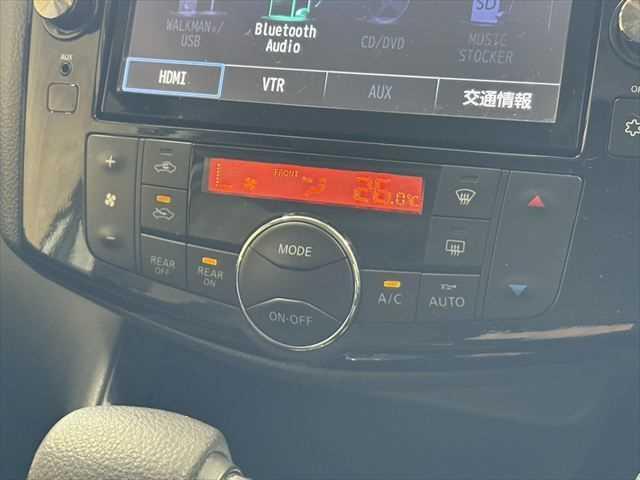 WALKMAN®/
USB
Bluetooth
Audio
CD/DVD
SD
MUSIC
STOCKER
HDMI
VTR
AUX
交通情報
AUX
+
-
FRONT
26.0℃
MODE
ON-OFF
REAR
OFF
REAR
ON
A/C
AUTO